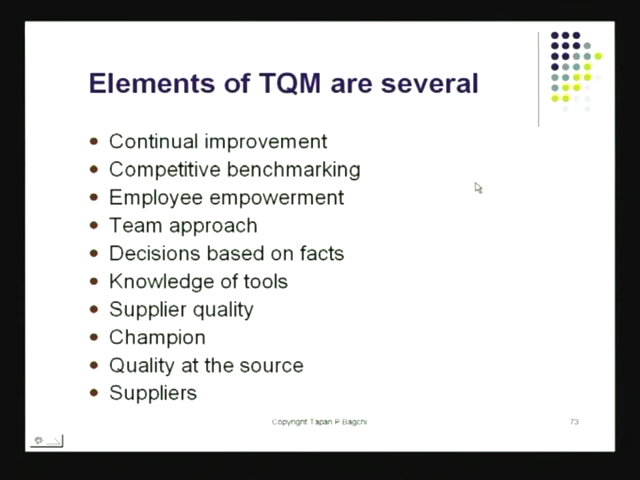 Elements of TQM are several
• Continual improvement
• Competitive benchmarking
• Employee empowerment
• Team approach
• Decisions based on facts
• Knowledge of tools
• Supplier quality
• Champion
• Quality at the source
• Suppliers
Copyright Tapan P Bagchi
73